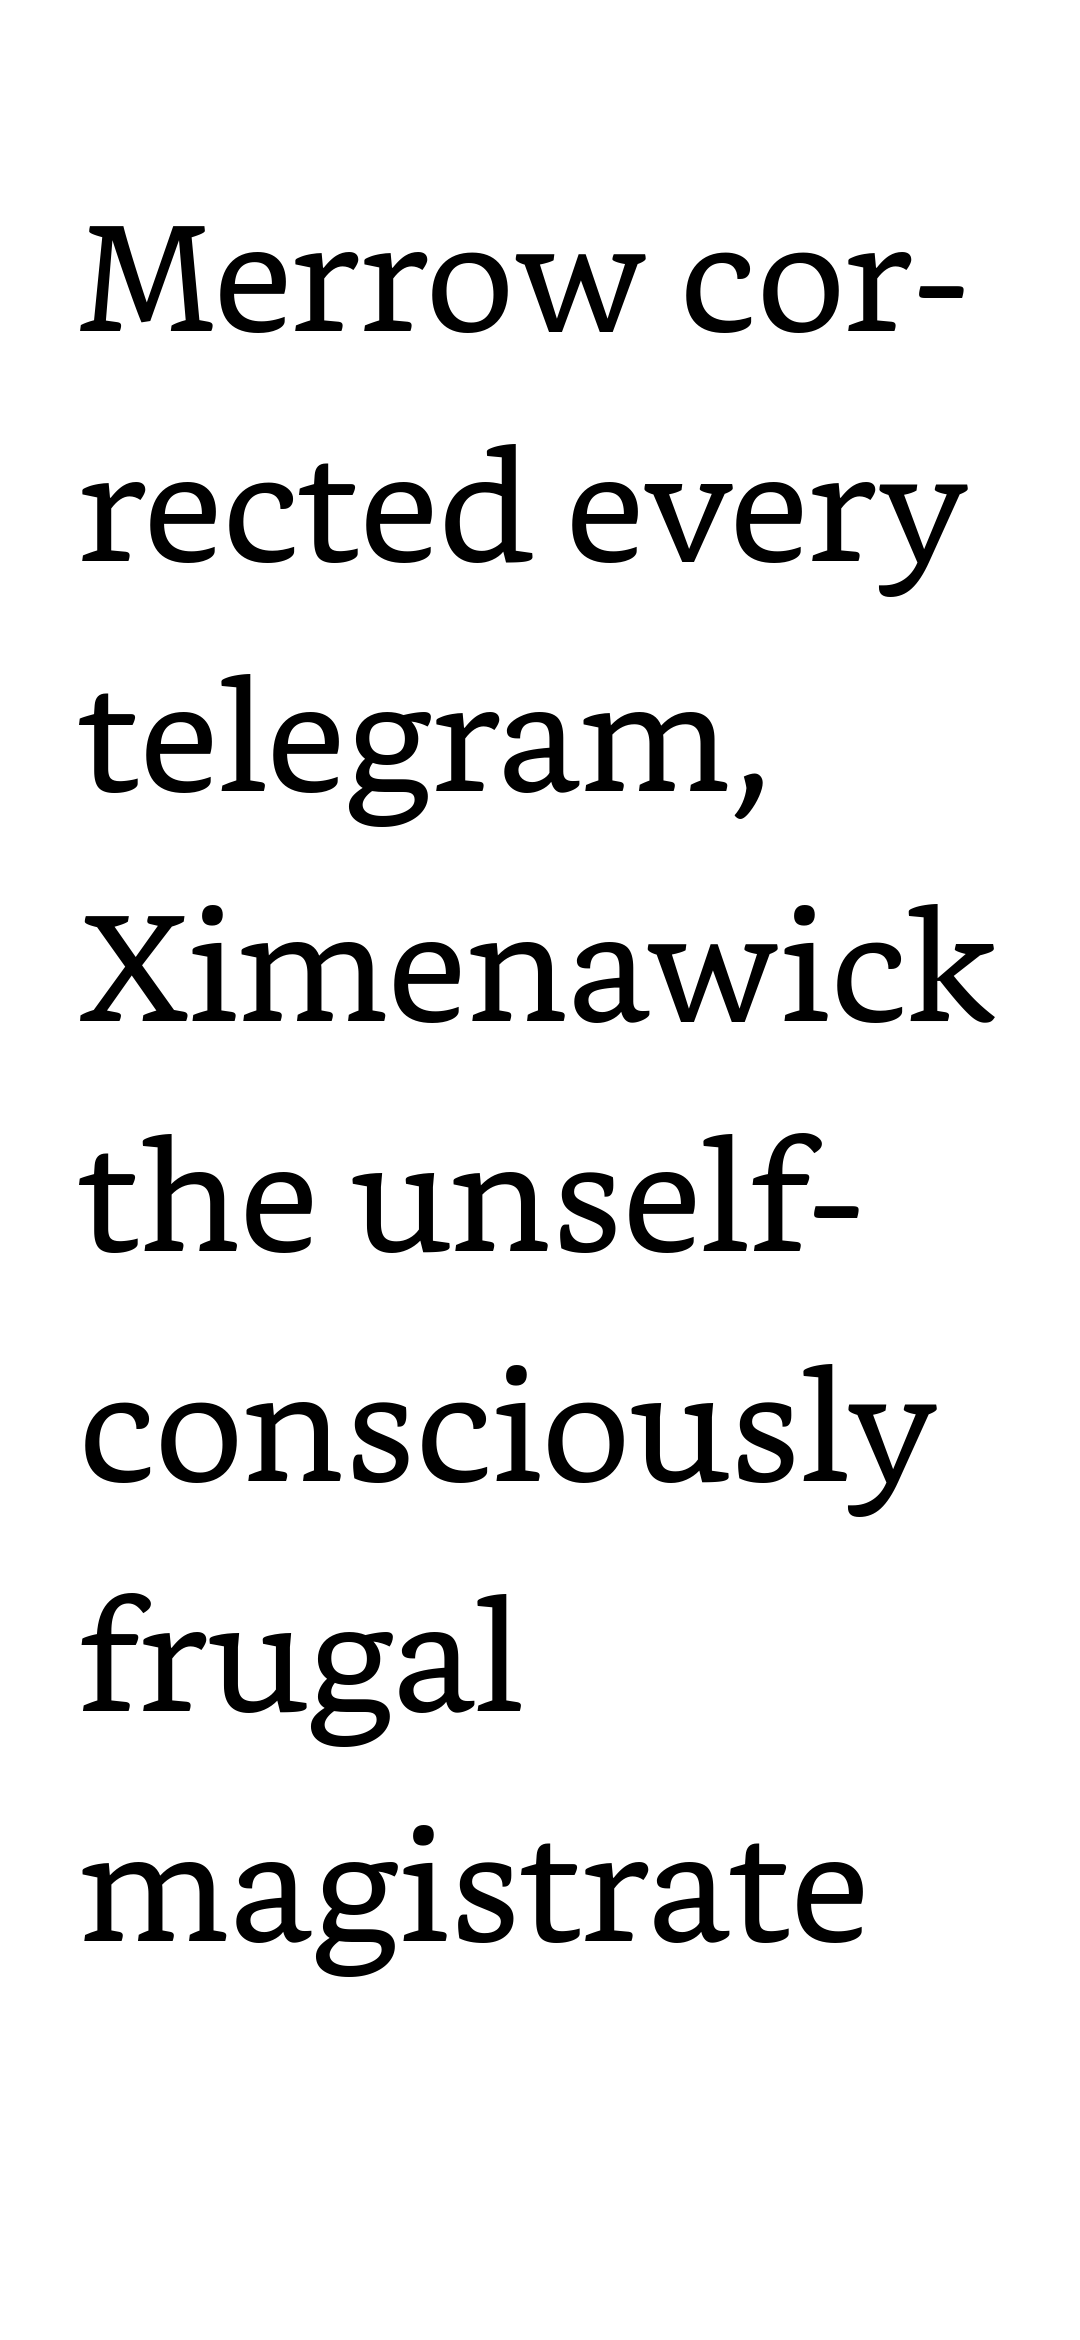 Merrow cor-
rected every
telegram,
Ximenawick
the unself-
consciously
frugal
magistrate